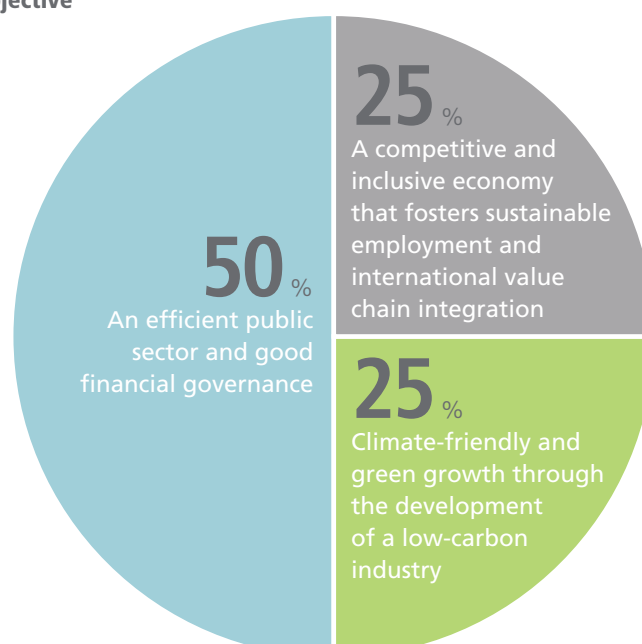 25 %
A competitive and
inclusive economy
that fosters sustainable
employment and
international value
chain integration
50 %
An efficient public
sector and good
financial governance
25 %
Climate-friendly and
green growth through
the development
of a low-carbon
industry